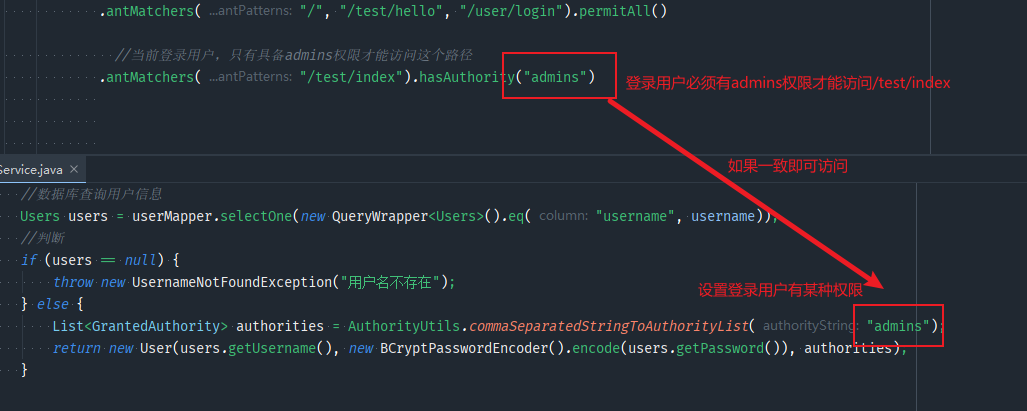 .antMatchers( …antPatterns: "/", "/test/hello", "/user/login").permitAll()
//当前登录用户，只有具备admins权限才能访问这个路径
.antMatchers( …antPatterns: "/test/index").hasAuthority("admins")
登录用户必须有admins权限才能访问/test/index
如果一致即可访问
Service.java ×
//数据库查询用户信息
Users users = userMapper.selectOne(new QueryWrapper<Users>().eq( column: "username", username));
//判断
if (users == null) {
throw new UsernameNotFoundException("用户名不存在");
设置登录用户有某种权限
} else {
List<GrantedAuthority> authorities = AuthorityUtils.commaSeparatedStringToAuthorityList( authorityString: "admins");
return new User(users.getUsername(), new BCryptPasswordEncoder().encode(users.getPassword()), authorities);
}